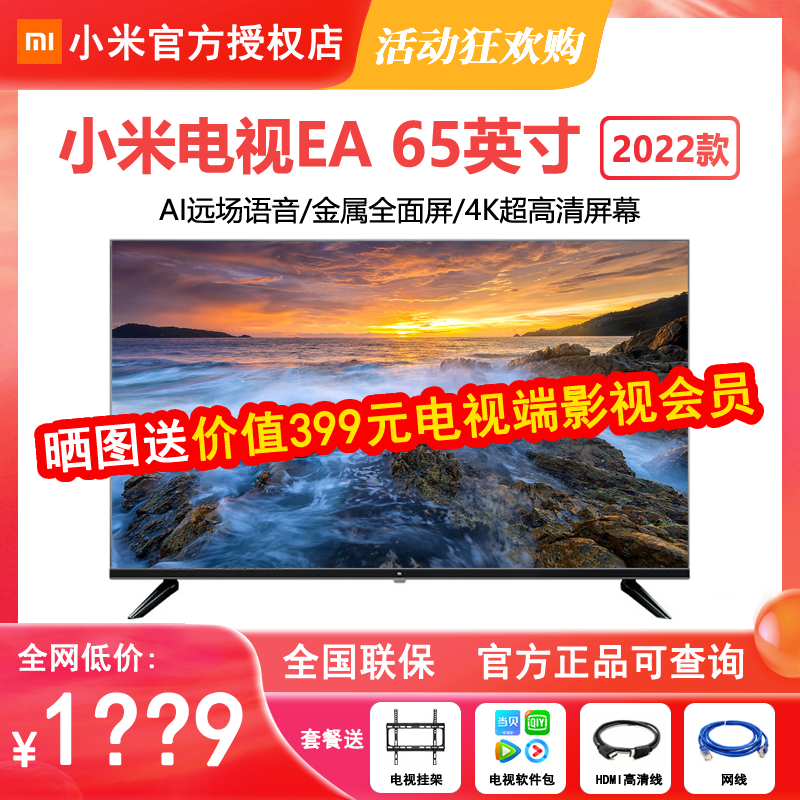 mi 小米官方授权店 活动狂欢购
小米电视EA 65英寸 2022款
AI远场语音/金属全面屏/4K超高清屏幕
晒图送价值399元电视端影视会员
全网低价: 全国联保 官方正品可查询
¥1??9 套餐送
当贝 iQIY
电视挂架 电视软件包 HDMI高清线 网线